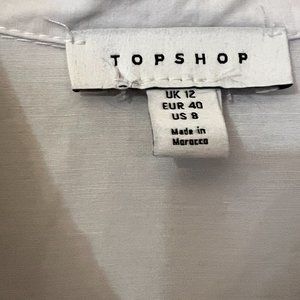 TOPSHOP
UK 12
EUR 40
US 8
Made in
Morocco